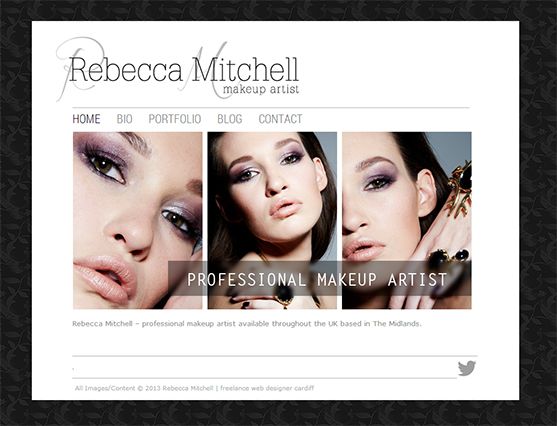 Rebecca Mitchell
makeup artist
HOME BIO PORTFOLIO BLOG CONTACT
PROFESSIONAL MAKEUP ARTIST
Rebecca Mitchell – professional makeup artist available throughout the UK based in The Midlands.
All Images/Content © 2013 Rebecca Mitchell | freelance web designer cardiff